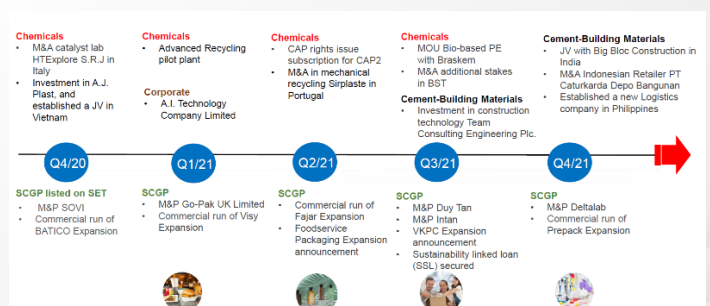 Chemicals
• M&A catalyst lab
HTExplore S.R.J in
Italy
• Investment in A.J.
Plast, and
established a JV in
Vietnam
Chemicals
• Advanced Recycling
pilot plant
Corporate
• A.I. Technology
Company Limited
Chemicals
• CAP rights issue
subscription for CAP2
• M&A in mechanical
recycling Sirplaste in
Portugal
Chemicals
• MOU Bio-based PE
with Braskem
• M&A additional stakes
in BST
Cement-Building Materials
• Investment in construction
technology Team
Consulting Engineering Plc.
Cement-Building Materials
• JV with Big Bloc Construction in
India
• M&A Indonesian Retailer PT
Caturkarda Depo Bangunan
• Established a new Logistics
company in Philippines
Q4/20
Q1/21
Q2/21
Q3/21
Q4/21
SCGP listed on SET
• M&P SOVI
• Commercial run of
BATICO Expansion
SCGP
• M&P Go-Pak UK Limited
• Commercial run of Visy
Expansion
SCGP
• Commercial run of
Fajar Expansion
• Foodservice
Packaging Expansion
announcement
SCGP
• M&P Duy Tan
• M&P Intan
• VKPC Expansion
announcement
• Sustainability linked loan
(SSL) secured
SCGP
• M&P Deltalab
• Commercial run of
Prepack Expansion